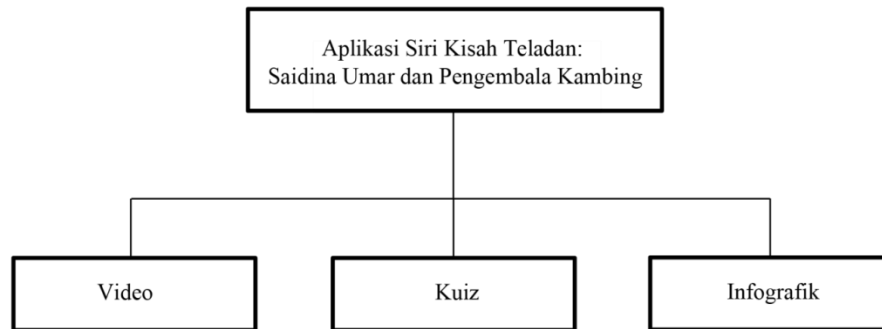 Aplikasi Siri Kisah Teladan:
Saidina Umar dan Pengembala Kambing
Video
Kuiz
Infografik